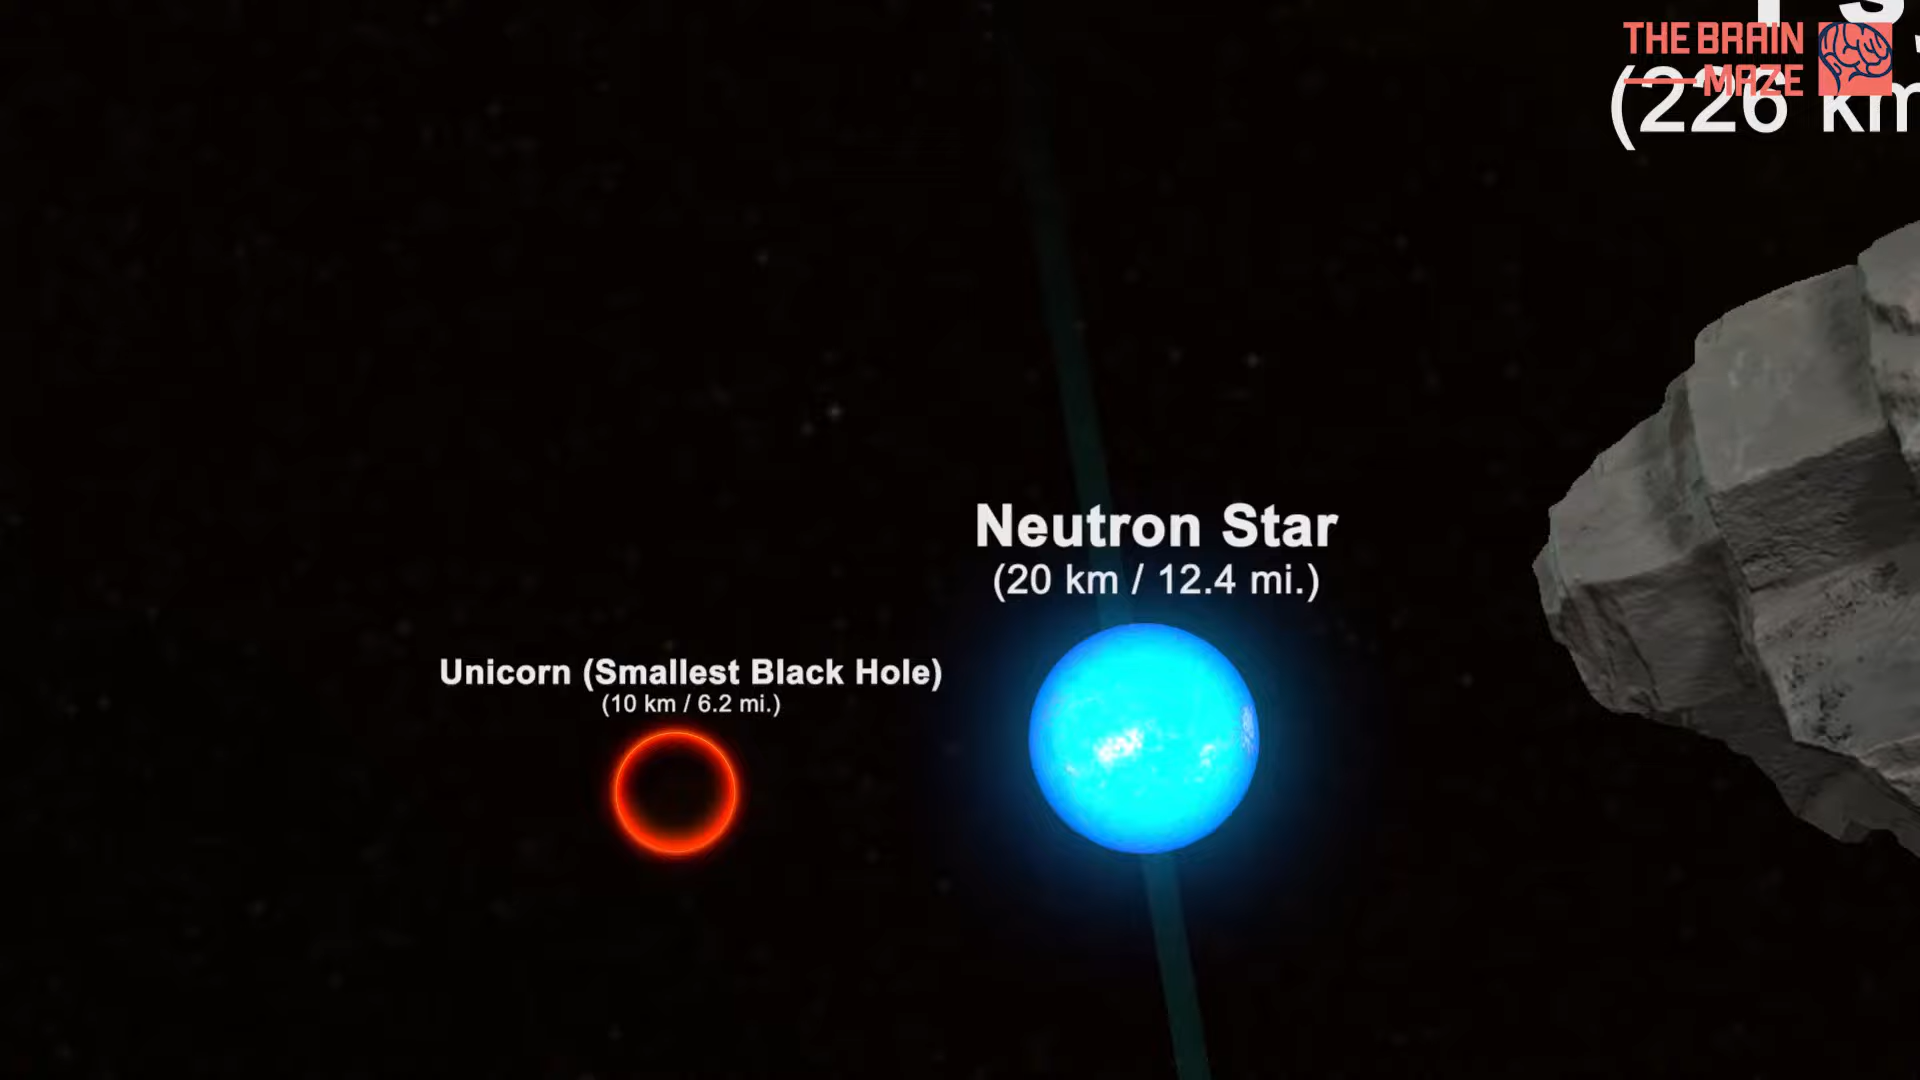 THE BRAIN
MAZE
(226 km
Neutron Star
(20 km / 12.4 mi.)
Unicorn (Smallest Black Hole)
(10 km / 6.2 mi.)